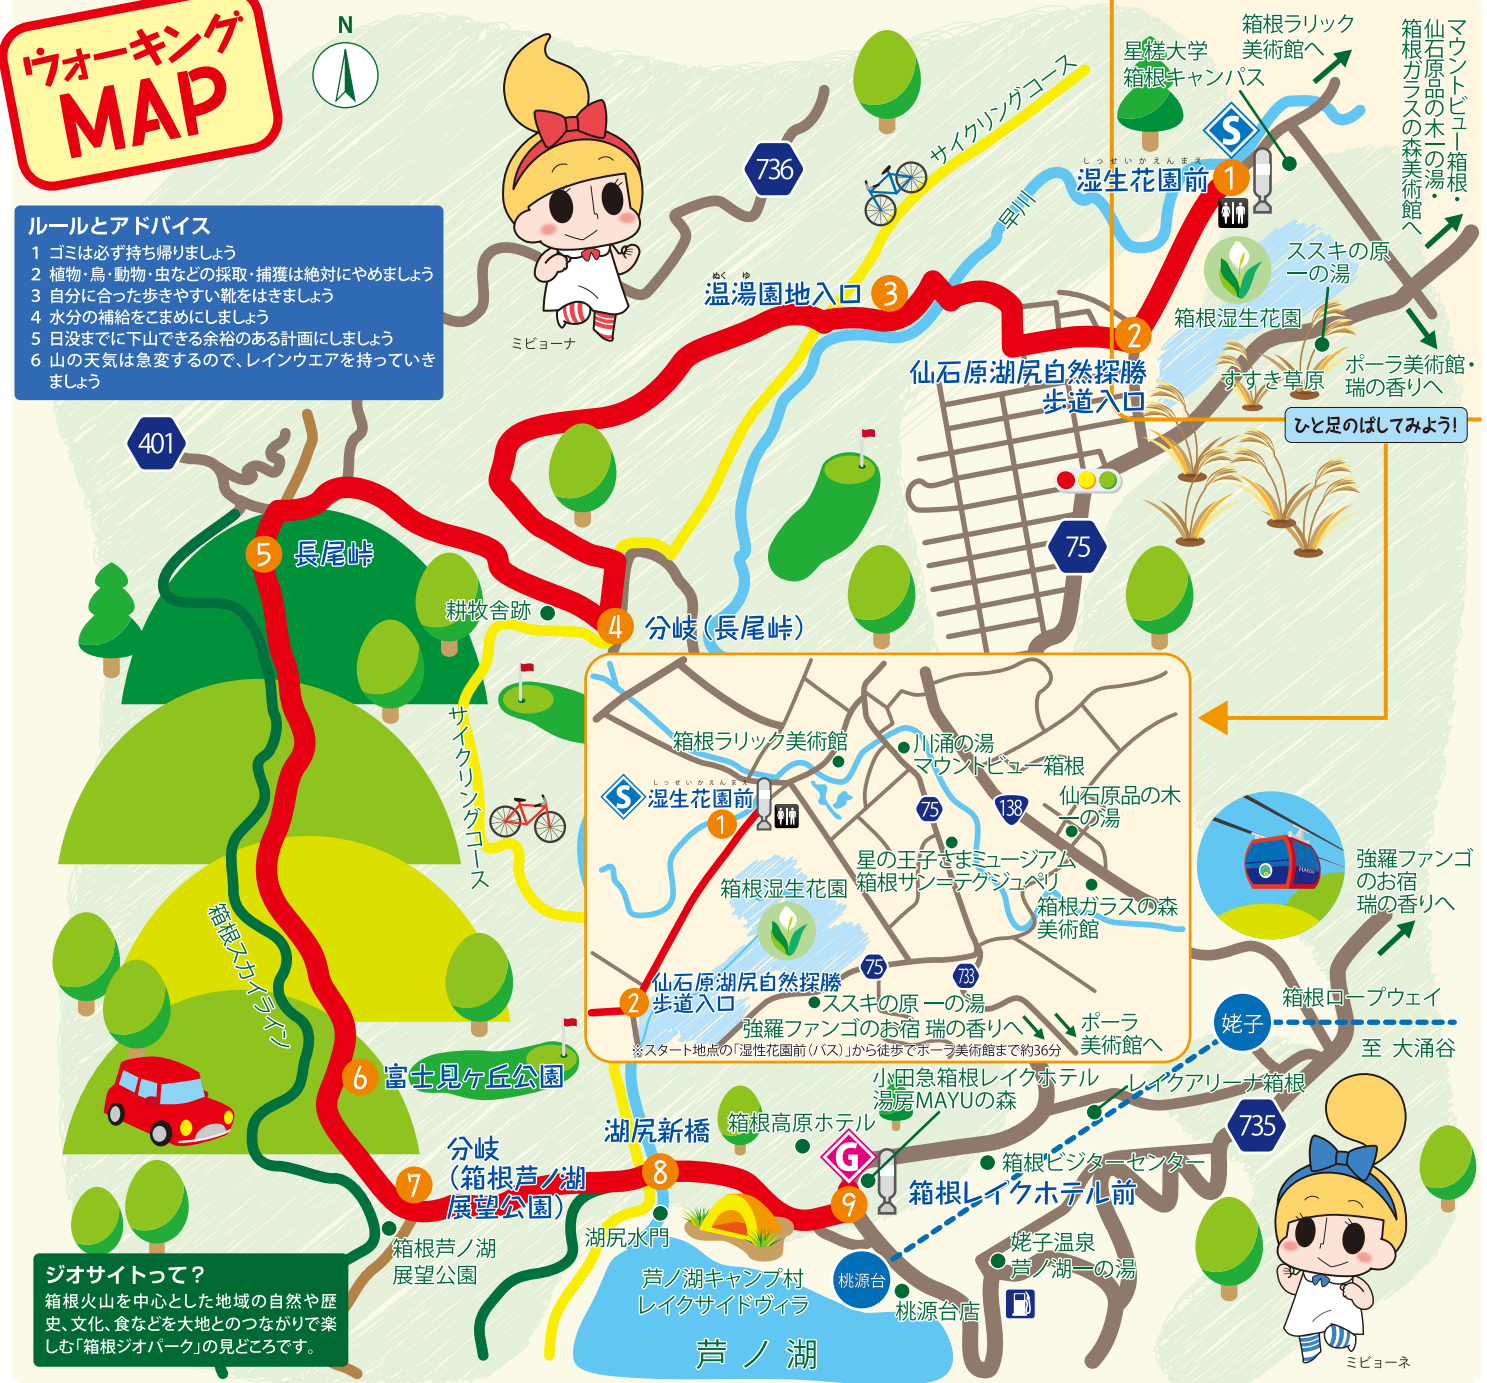 ウォーキング
MAP
N
ルールとアドバイス
1 ゴミは必ず持ち帰りましょう
2 植物・鳥・動物・虫などの採取・捕獲は絶対にやめましょう
3 自分に合った歩きやすい靴をはきましょう
4 水分の補給をこまめにしましょう
5 日没までに下山できる余裕のある計画にしましょう
6 山の天気は急変するので、レインウエアを持っていき
ましょう
ミビョーナ
736
サイクリングコース
早川
星槎大学
箱根キャンパス
箱根ラリック
美術館へ
マウントビュー箱根・
仙石原品の木一の湯・
箱根ガラスの森美術館へ
S
しっせいかえんまえ
湿生花園前
1
ススキの原
一の湯
箱根湿生花園
すすき草原
ポーラ美術館・
瑞の香りへ
ひと足のばしてみよう!
ぬく ゆ
温湯園地入口
3
2
仙石原湖尻自然探勝
歩道入口
75
401
5
長尾峠
耕牧舎跡
4
分岐(長尾峠)
サイクリングコース
箱根ラリック美術館
川涌の湯
マウントビュー箱根
S
しっせいかえんまえ
湿生花園前
1
75
138
仙石原品の木
一の湯
星の王子さまミュージアム
箱根サン=テグジュペリ
箱根湿生花園
箱根ガラスの森
美術館
75
733
2
仙石原湖尻自然探勝
歩道入口
ススキの原 一の湯
強羅ファンゴのお宿 瑞の香りへ
ポーラ
美術館へ
※スタート地点の「湿性花園前(バス)」から徒歩でポーラ美術館まで約36分
強羅ファンゴ
のお宿
瑞の香りへ
箱根ロープウェイ
姥子
至 大涌谷
箱根スカイライン
6
富士見ヶ丘公園
7
分岐
(箱根芦ノ湖
展望公園)
箱根芦ノ湖
展望公園
湖尻新橋
8
湖尻水門
箱根高原ホテル
小田急箱根レイクホテル
湯房MAYUの森
レイクアリーナ箱根
735
G
9
箱根ビジターセンター
箱根レイクホテル前
芦ノ湖キャンプ村
レイクサイドヴィラ
桃源台
桃源台店
姥子温泉
芦ノ湖一の湯
芦ノ湖
ミビョーネ
ジオサイトって?
箱根火山を中心とした地域の自然や歴
史、文化、食などを大地とのつながりで楽
しむ「箱根ジオパーク」の見どころです。